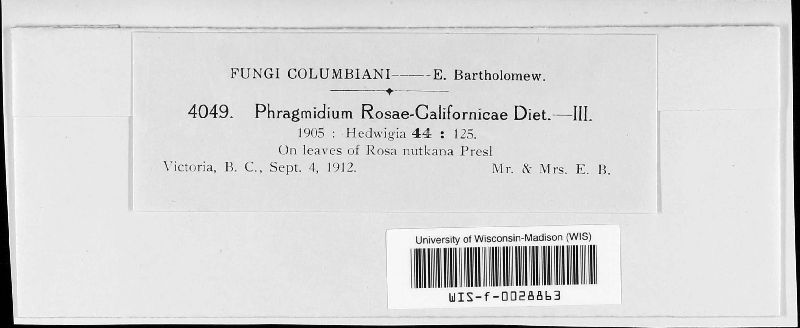 FUNGI COLUMBIANI——E. Bartholomew.
4049. Phragmidium Rosae-Californicae Diet.—III.
1905 : Hedwigia 44 : 125.
On leaves of Rosa nutkana Presl
Victoria, B. C., Sept. 4, 1912. Mr. & Mrs. E. B.
University of Wisconsin-Madison (WIS)
WIS-f-0028863